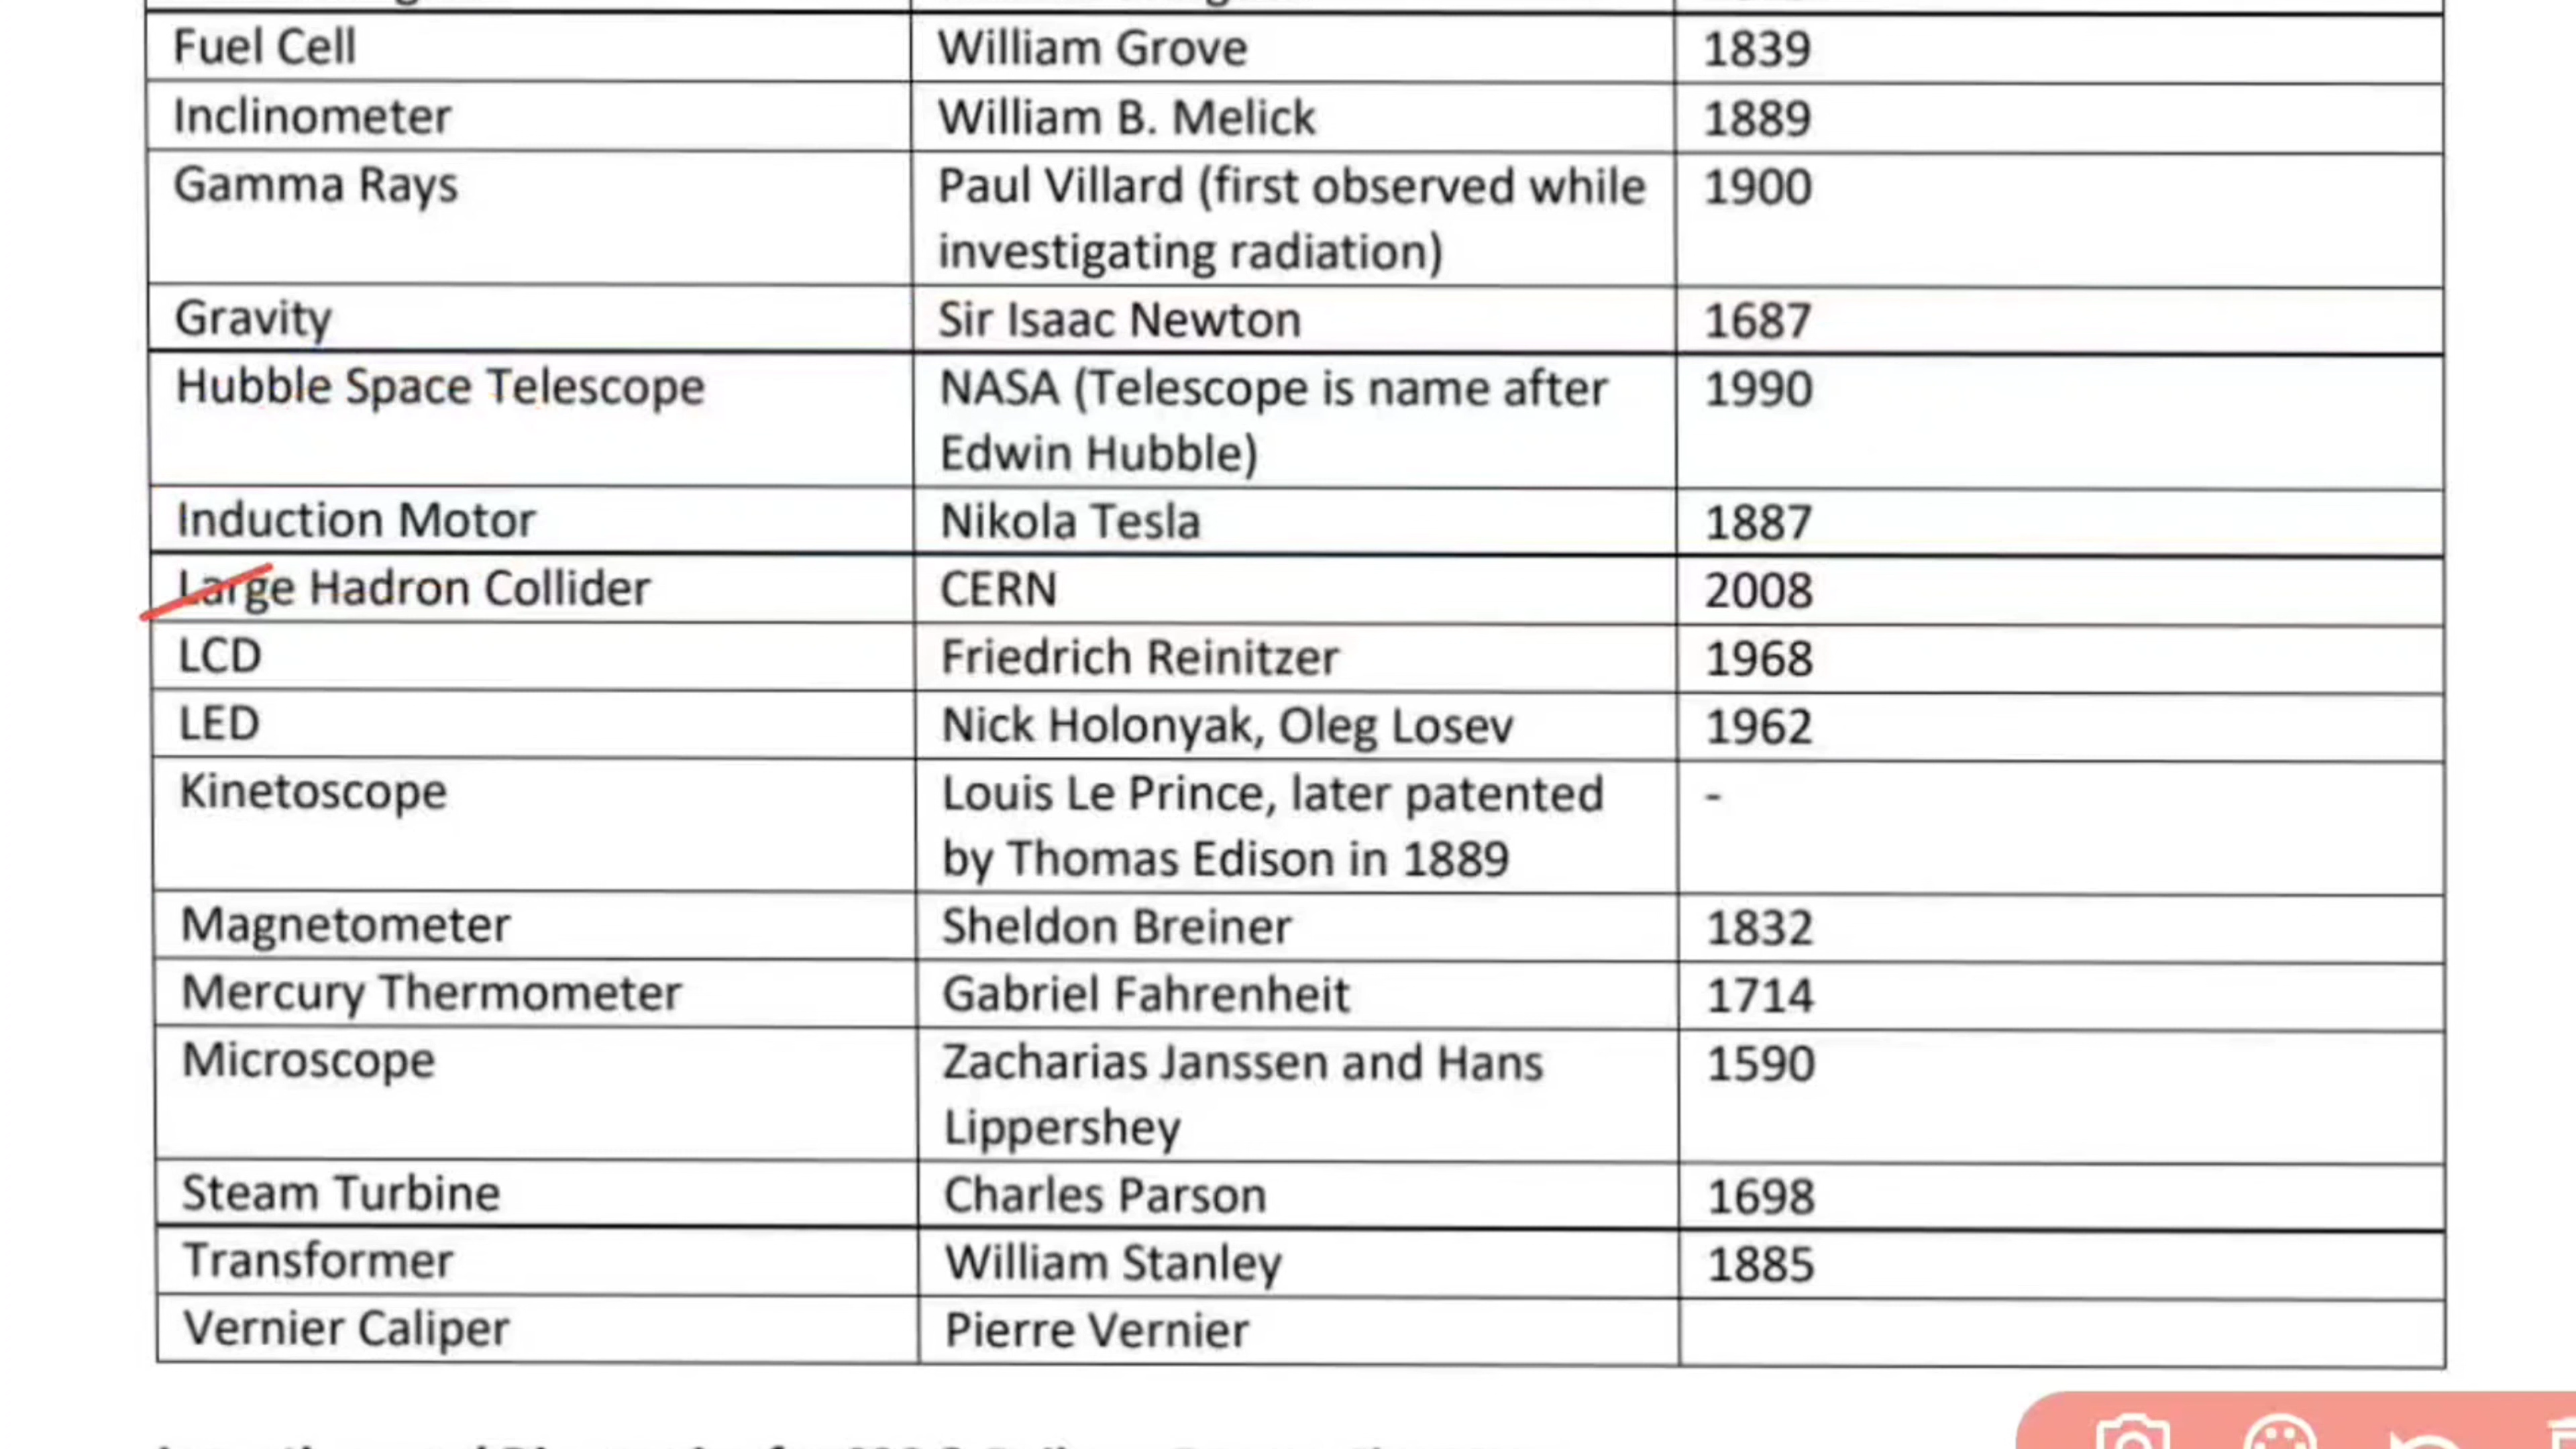 Fuel Cell William Grove 1839
Inclinometer William B. Melick 1889
Gamma Rays Paul Villard (first observed while 1900
investigating radiation)
Gravity Sir Isaac Newton 1687
Hubble Space Telescope NASA (Telescope is name after 1990
Edwin Hubble)
Induction Motor Nikola Tesla 1887
Large Hadron Collider CERN 2008
LCD Friedrich Reinitzer 1968
LED Nick Holonyak, Oleg Losev 1962
Kinetoscope Louis Le Prince, later patented -
by Thomas Edison in 1889
Magnetometer Sheldon Breiner 1832
Mercury Thermometer Gabriel Fahrenheit 1714
Microscope Zacharias Janssen and Hans 1590
Lippershey
Steam Turbine Charles Parson 1698
Transformer William Stanley 1885
Vernier Caliper Pierre Vernier